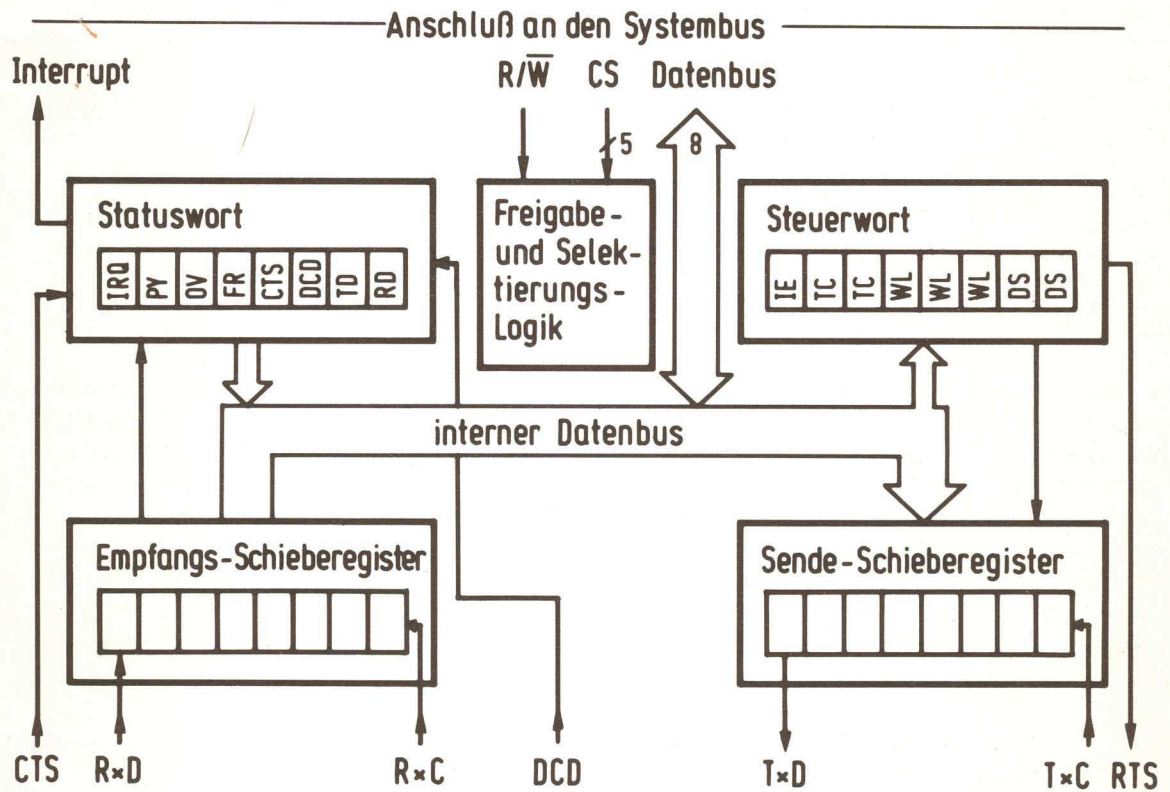 Anschluß an den Systembus
Interrupt
R/W̅ CS Datenbus
5
8
Statuswort
IRQ PY OV FR CTS DCD TD RD
Freigabe-
und Selek-
tierungs-
Logik
Steuerwort
IE TC TC WL WL WL DS DS
interner Datenbus
Empfangs-Schieberegister
Sende-Schieberegister
CTS R×D R×C DCD T×D T×C RTS